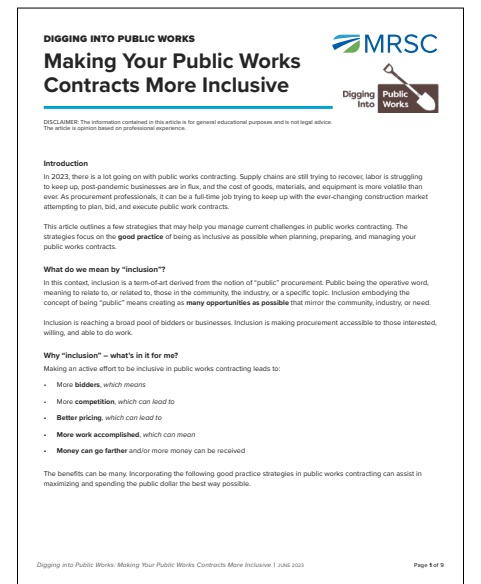 DIGGING INTO PUBLIC WORKS
Making Your Public Works
Contracts More Inclusive
MRSC
Digging
Into
Public
Works
DISCLAIMER: The information contained in this article is for general educational purposes and is not legal advice.
The article is opinion based on professional experience.
Introduction
In 2023, there is a lot going on with public works contracting. Supply chains are still trying to recover, labor is struggling
to keep up, post-pandemic businesses are in flux, and the cost of goods, materials, and equipment is more volatile than
ever. As procurement professionals, it can be a full-time job trying to keep up with the ever-changing construction market
attempting to plan, bid, and execute public work contracts.
This article outlines a few strategies that may help you manage current challenges in public works contracting. The
strategies focus on the good practice of being as inclusive as possible when planning, preparing, and managing your
public works contracts.
What do we mean by “inclusion”?
In this context, inclusion is a term-of-art derived from the notion of “public” procurement. Public being the operative word,
meaning to relate to, or related to, those in the community, the industry, or a specific topic. Inclusion embodying the
concept of being “public” means creating as many opportunities as possible that mirror the community, industry, or need.
Inclusion is reaching a broad pool of bidders or businesses. Inclusion is making procurement accessible to those interested,
willing, and able to do work.
Why “inclusion” – what’s in it for me?
Making an active effort to be inclusive in public works contracting leads to:
• More bidders, which means
• More competition, which can lead to
• Better pricing, which can lead to
• More work accomplished, which can mean
• Money can go farther and/or more money can be received
The benefits can be many. Incorporating the following good practice strategies in public works contracting can assist in
maximizing and spending the public dollar the best way possible.
Digging into Public Works: Making Your Public Works Contracts More Inclusive | JUNE 2023
Page 1 of 9